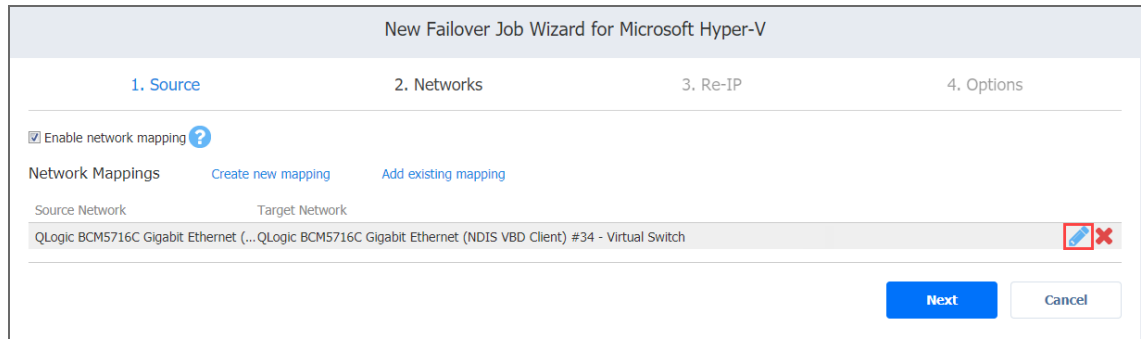 New Failover Job Wizard for Microsoft Hyper-V
1. Source 2. Networks 3. Re-IP 4. Options
Enable network mapping ?
Network Mappings Create new mapping Add existing mapping
Source Network Target Network
QLogic BCM5716C Gigabit Ethernet (... QLogic BCM5716C Gigabit Ethernet (NDIS VBD Client) #34 - Virtual Switch
Next Cancel